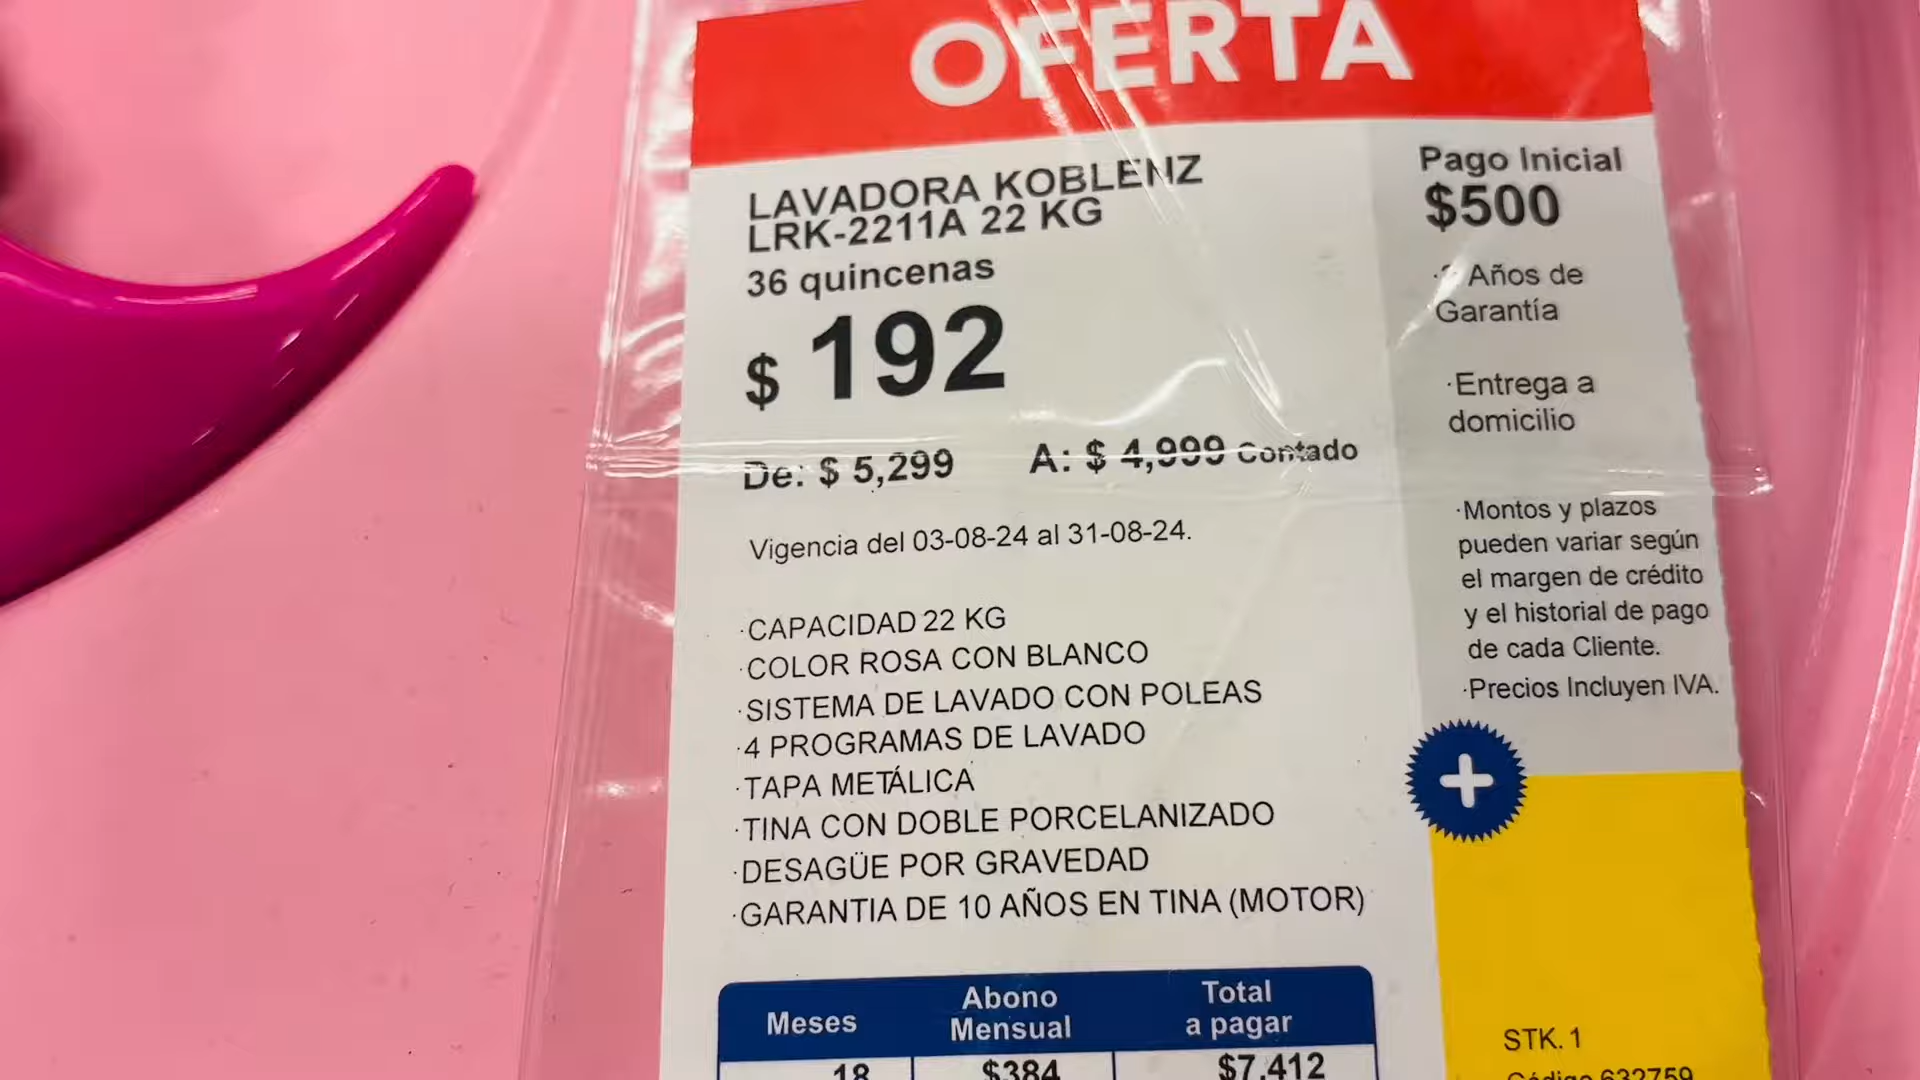 OFERTA
LAVADORA KOBLENZ
LRK-2211A 22 KG
36 quincenas
$ 192
De: $ 5,299 A: $ 4,999 Contado
Vigencia del 03-08-24 al 31-08-24.
·CAPACIDAD 22 KG
·COLOR ROSA CON BLANCO
·SISTEMA DE LAVADO CON POLEAS
·4 PROGRAMAS DE LAVADO
·TAPA METÁLICA
·TINA CON DOBLE PORCELANIZADO
·DESAGÜE POR GRAVEDAD
·GARANTIA DE 10 AÑOS EN TINA (MOTOR)
Meses Abono Mensual Total a pagar
18 $384 $7,412
Pago Inicial
$500
Años de
Garantía
·Entrega a
domicilio
·Montos y plazos
pueden variar según
el margen de crédito
y el historial de pago
de cada Cliente.
·Precios Incluyen IVA.
+
STK. 1
Código 632759